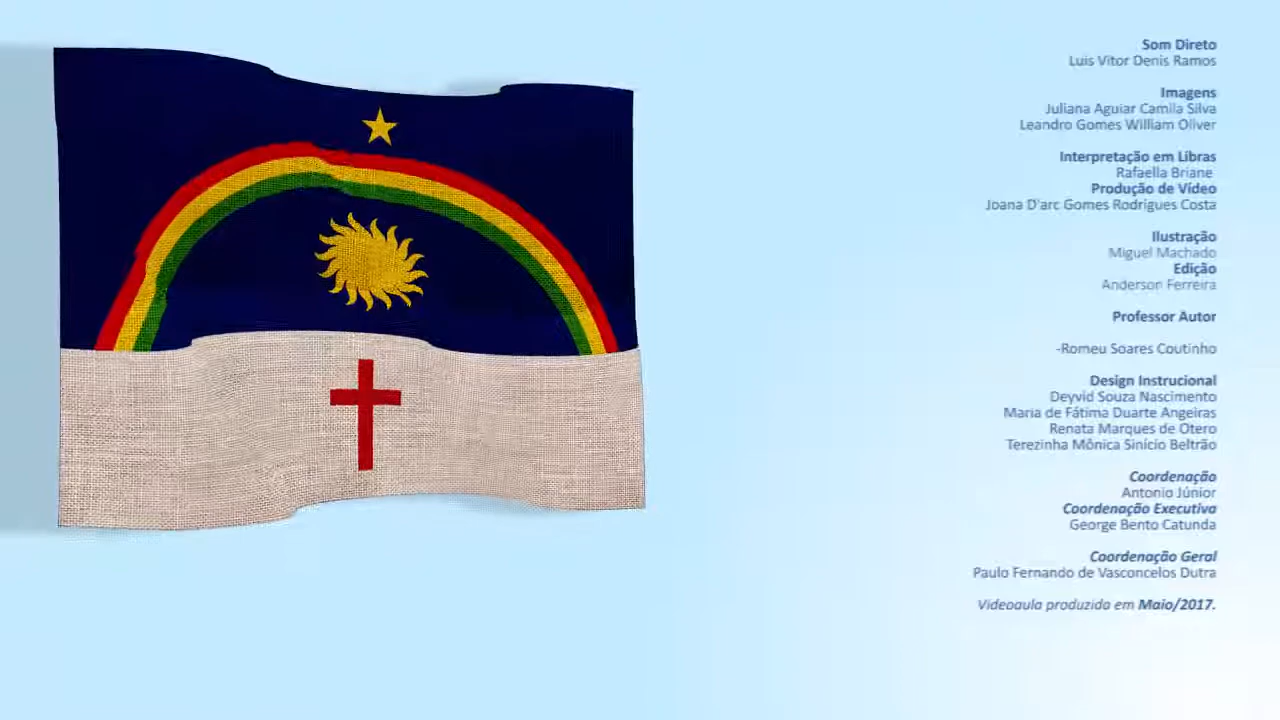 Som Direto
Luis Vitor Denis Ramos
Imagens
Juliana Aguiar Camila Silva
Leandro Gomes William Oliver
Interpretação em Libras
Rafaella Briane
Produção de Vídeo
Joana D'arc Gomes Rodrigues Costa
Ilustração
Miguel Machado
Edição
Anderson Ferreira
Professor Autor
-Romeu Soares Coutinho
Design Instrucional
Deyvid Souza Nascimento
Maria de Fátima Duarte Angeiras
Renata Marques de Otero
Terezinha Mônica Sinício Beltrão
Coordenação
Antonio Júnior
Coordenação Executiva
George Bento Catunda
Coordenação Geral
Paulo Fernando de Vasconcelos Dutra
Videoaula produzida em Maio/2017.